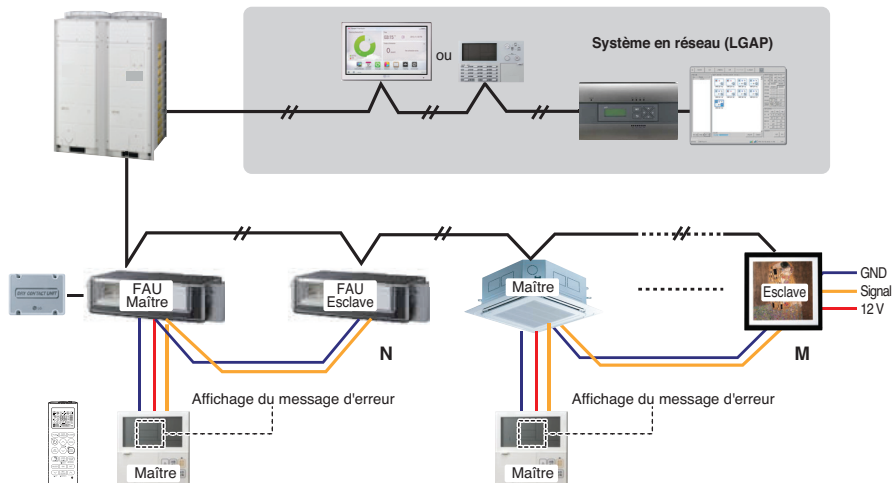 ou
Système en réseau (LGAP)
FAU
Maître
FAU
Esclave
Maître
Esclave
GND
Signal
12 V
N
M
Affichage du message d'erreur
Affichage du message d'erreur
Maître
Maître